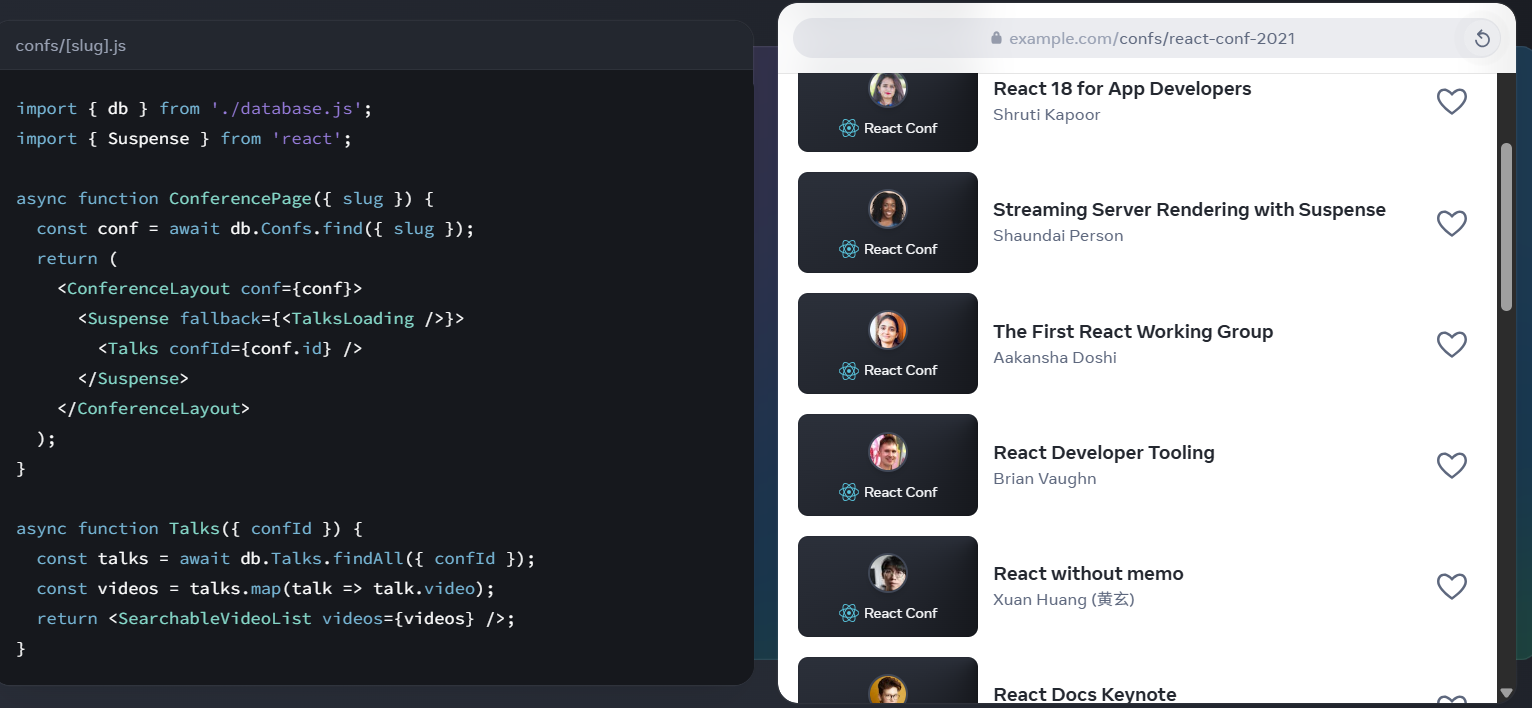 confs/[slug].js
import { db } from './database.js';
import { Suspense } from 'react';
async function ConferencePage({ slug }) {
  const conf = await db.Confs.find({ slug });
  return (
    <ConferenceLayout conf={conf}>
      <Suspense fallback={<TalksLoading />}>
        <Talks confId={conf.id} />
      </Suspense>
    </ConferenceLayout>
  );
}
async function Talks({ confId }) {
  const talks = await db.Talks.findAll({ confId });
  const videos = talks.map(talk => talk.video);
  return <SearchableVideoList videos={videos} />;
}
example.com/confs/react-conf-2021
React Conf
React 18 for App Developers
Shruti Kapoor
React Conf
Streaming Server Rendering with Suspense
Shaundai Person
React Conf
The First React Working Group
Aakansha Doshi
React Conf
React Developer Tooling
Brian Vaughn
React Conf
React without memo
Xuan Huang (黄玄)
React Docs Keynote